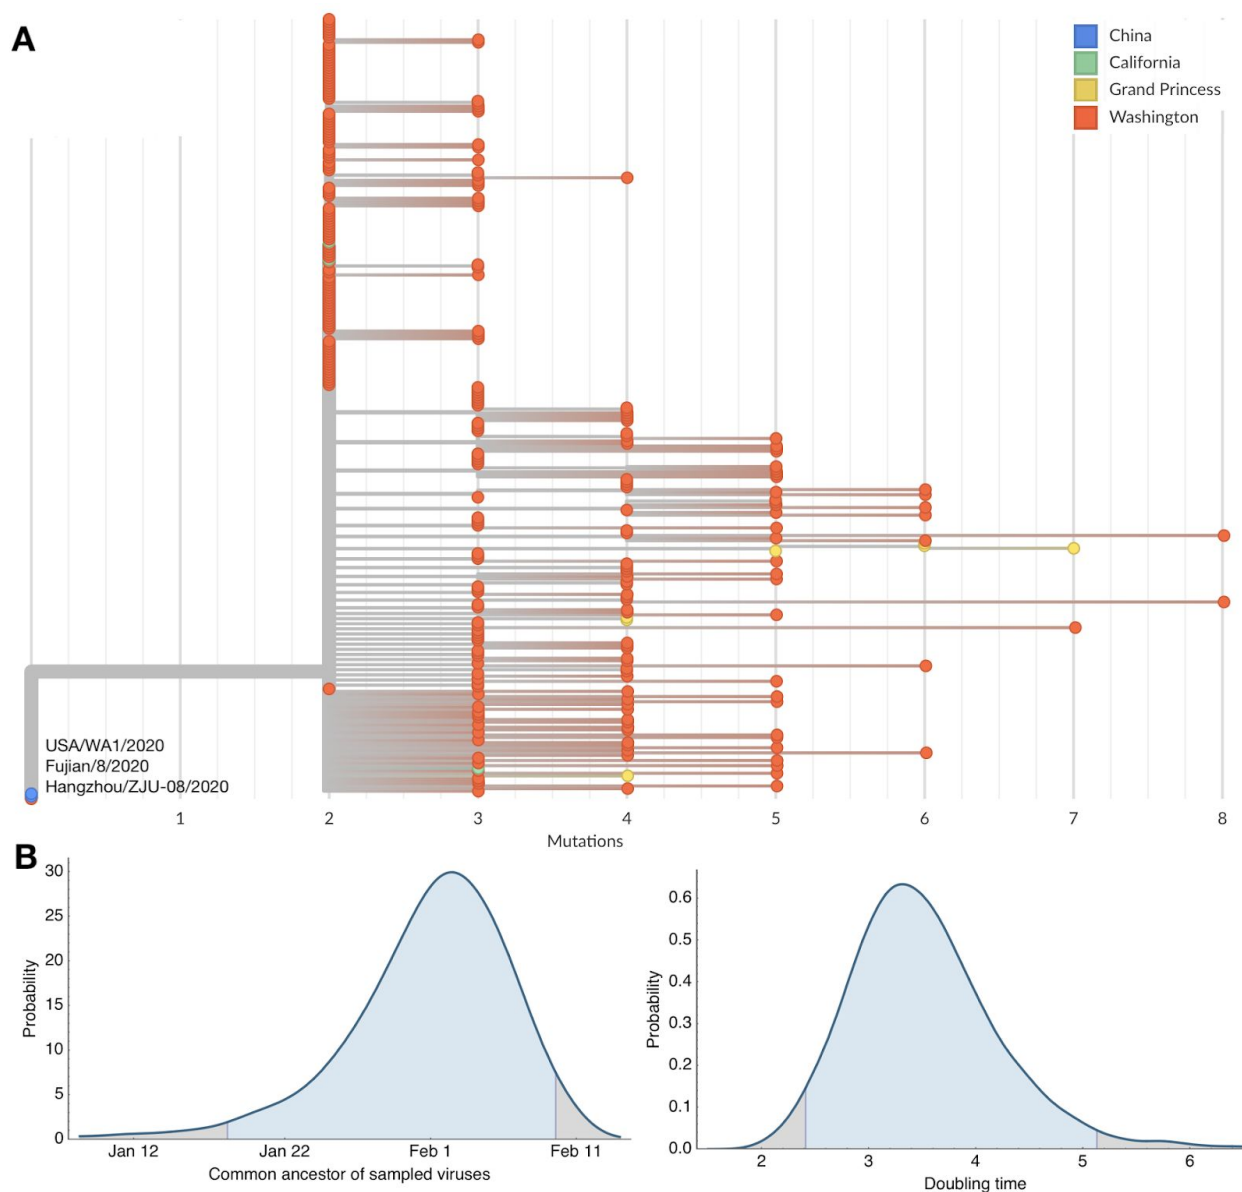 A
China
California
Grand Princess
Washington
USA/WA1/2020
Fujian/8/2020
Hangzhou/ZJU-08/2020
1 2 3 4 5 6 7 8
Mutations
B
30
25
20
15
10
5
0
Probability
Jan 12 Jan 22 Feb 1 Feb 11
Common ancestor of sampled viruses
0.6
0.5
0.4
0.3
0.2
0.1
0.0
Probability
2 3 4 5 6
Doubling time